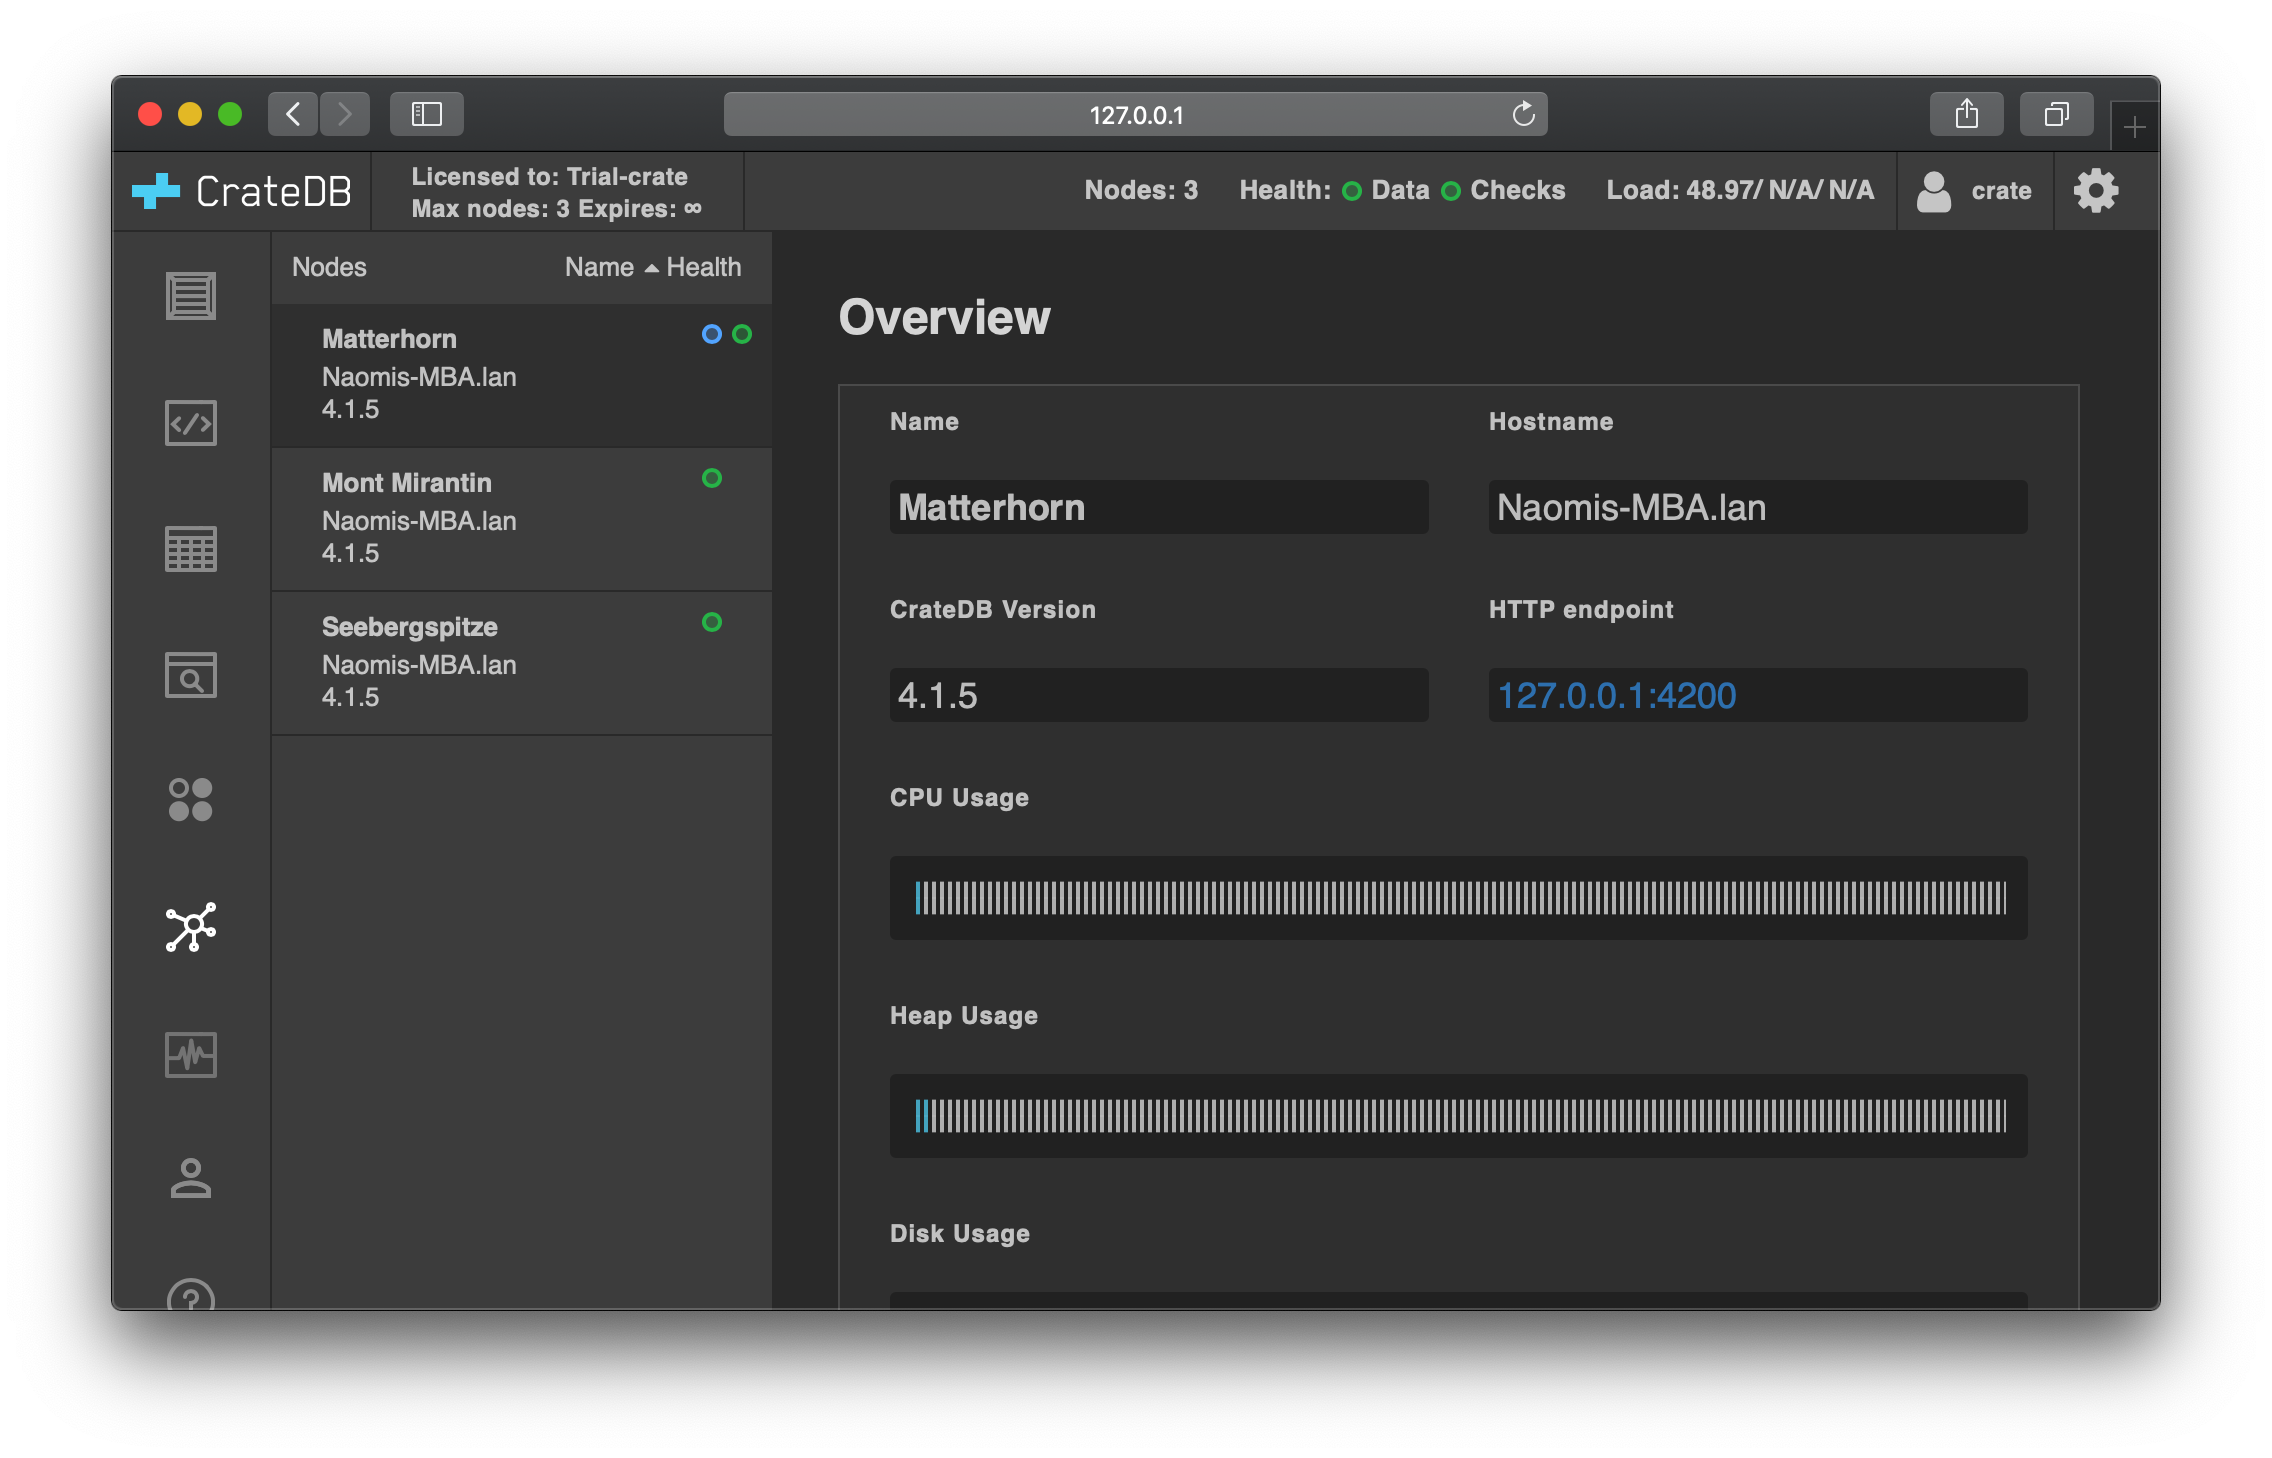 127.0.0.1
CrateDB
Licensed to: Trial-crate
Max nodes: 3 Expires: ∞
Nodes: 3 Health: Data Checks Load: 48.97/ N/A/ N/A
crate
Nodes Name Health
Matterhorn
Naomis-MBA.lan
4.1.5
Mont Mirantin
Naomis-MBA.lan
4.1.5
Seebergspitze
Naomis-MBA.lan
4.1.5
Overview
Name Hostname
Matterhorn Naomis-MBA.lan
CrateDB Version HTTP endpoint
4.1.5 127.0.0.1:4200
CPU Usage
Heap Usage
Disk Usage